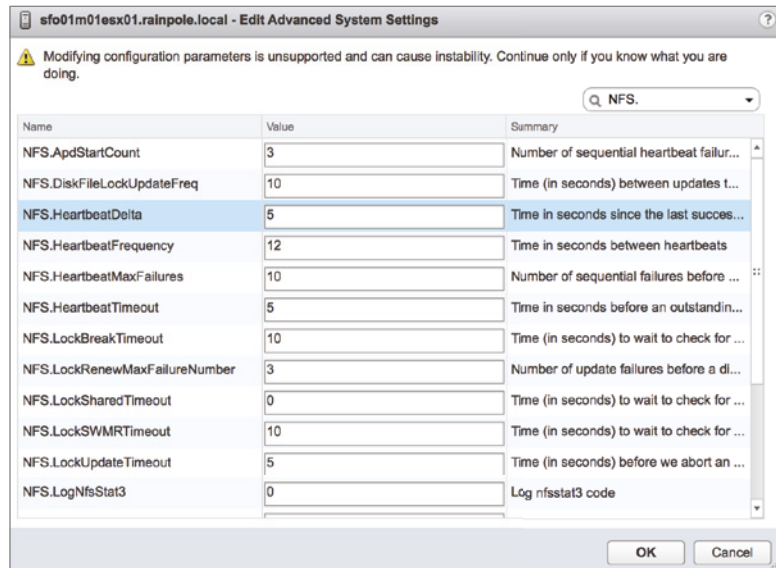 sfo01m01esx01.rainpole.local - Edit Advanced System Settings
?
Modifying configuration parameters is unsupported and can cause instability. Continue only if you know what you are
doing.
NFS.
Name Value Summary
NFS.ApdStartCount 3 Number of sequential heartbeat failur...
NFS.DiskFileLockUpdateFreq 10 Time (in seconds) between updates t...
NFS.HeartbeatDelta 5 Time in seconds since the last succes...
NFS.HeartbeatFrequency 12 Time in seconds between heartbeats
NFS.HeartbeatMaxFailures 10 Number of sequential failures before ...
NFS.HeartbeatTimeout 5 Time in seconds before an outstandin...
NFS.LockBreakTimeout 10 Time (in seconds) to wait to check for ...
NFS.LockRenewMaxFailureNumber 3 Number of update failures before a di...
NFS.LockSharedTimeout 0 Time (in seconds) to wait to check for ...
NFS.LockSWMRTimeout 10 Time (in seconds) to wait to check for ...
NFS.LockUpdateTimeout 5 Time (in seconds) before we abort an ...
NFS.LogNfsStat3 0 Log nfsstat3 code
OK Cancel